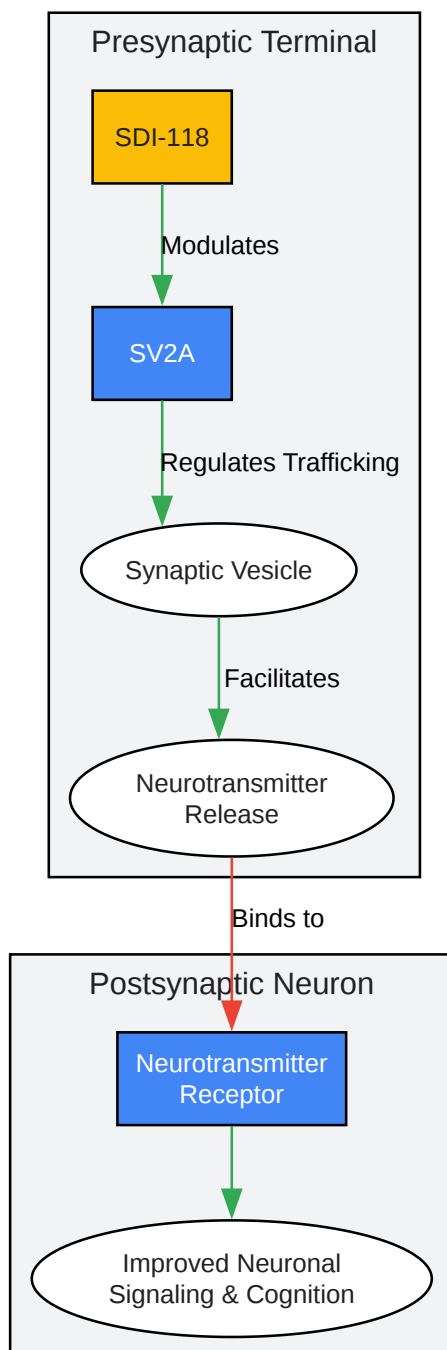 Presynaptic Terminal
SDI-118
Modulates
SV2A
Regulates Trafficking
Synaptic Vesicle
Facilitates
Neurotransmitter
Release
Binds to
Postsynaptic Neuron
Neurotransmitter
Receptor
Improved Neuronal
Signaling & Cognition